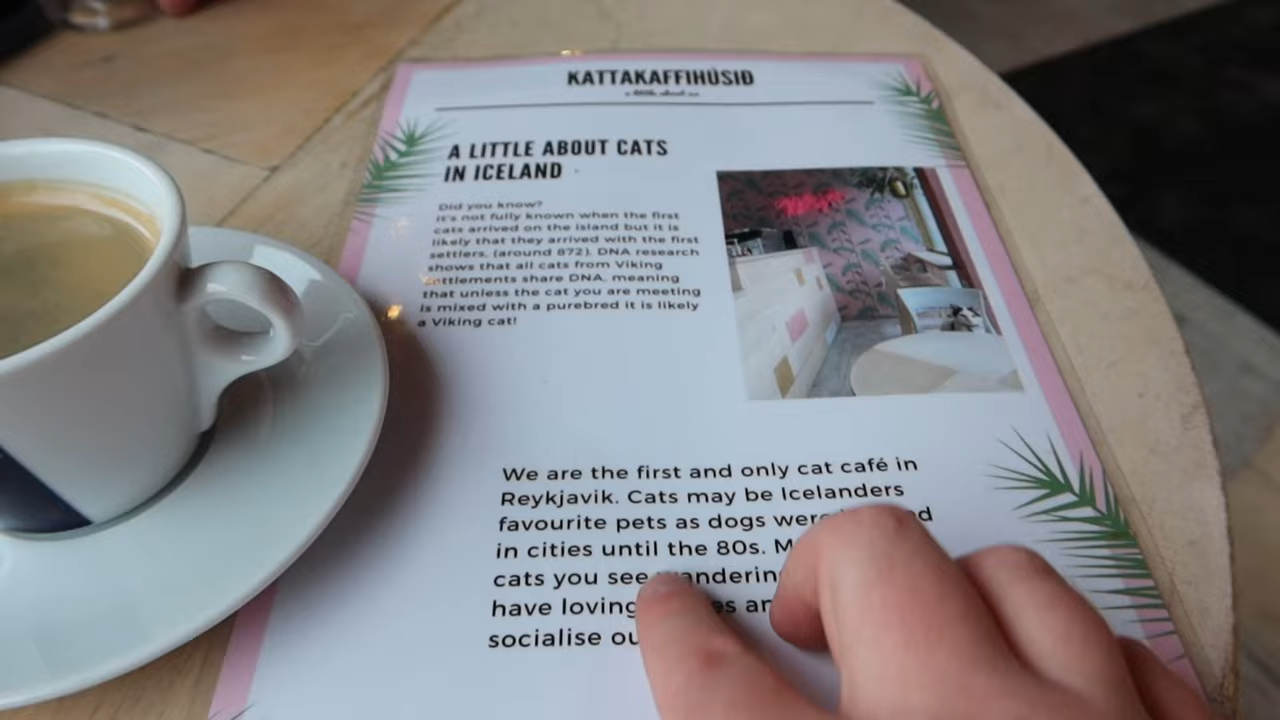 KATTAKAFFIHÚSIÐ
A LITTLE ABOUT CATS
IN ICELAND
Did you know?
It's not fully known when the first
cats arrived on the island but it is
likely that they arrived with the first
settlers, (around 872). DNA research
shows that all cats from Viking
settlements share DNA, meaning
that unless the cat you are meeting
is mixed with a purebred it is likely
a Viking cat!
We are the first and only cat café in
Reykjavik. Cats may be Icelanders
favourite pets as dogs were
in cities until the 80s.
cats you see wandering
have loving
socialise